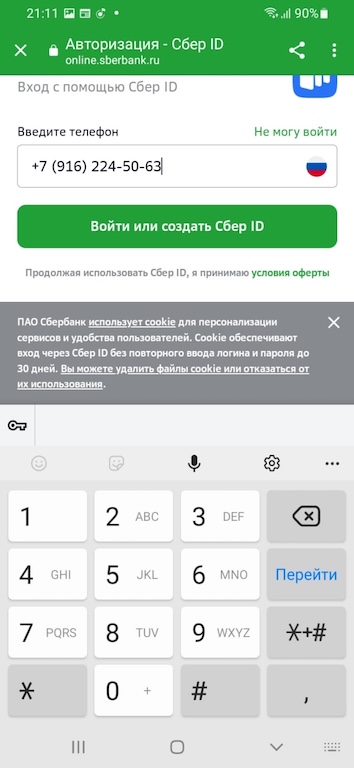 21:11 90%
Авторизация - Сбер ID
online.sberbank.ru
Вход с помощью Сбер ID
Введите телефон Не могу войти
+7 (916) 224-50-63
Войти или создать Сбер ID
Продолжая использовать Сбер ID, я принимаю условия оферты
ПАО Сбербанк использует cookie для персонализации
сервисов и удобства пользователей. Cookie обеспечивают
вход через Сбер ID без повторного ввода логина и пароля до
30 дней. Вы можете удалить файлы cookie или отказаться от
их использования.
1 2 ABC 3 DEF
4 GHI 5 JKL 6 MNO Перейти
7 PQRS 8 TUV 9 WXYZ *+#
* 0 + # ,